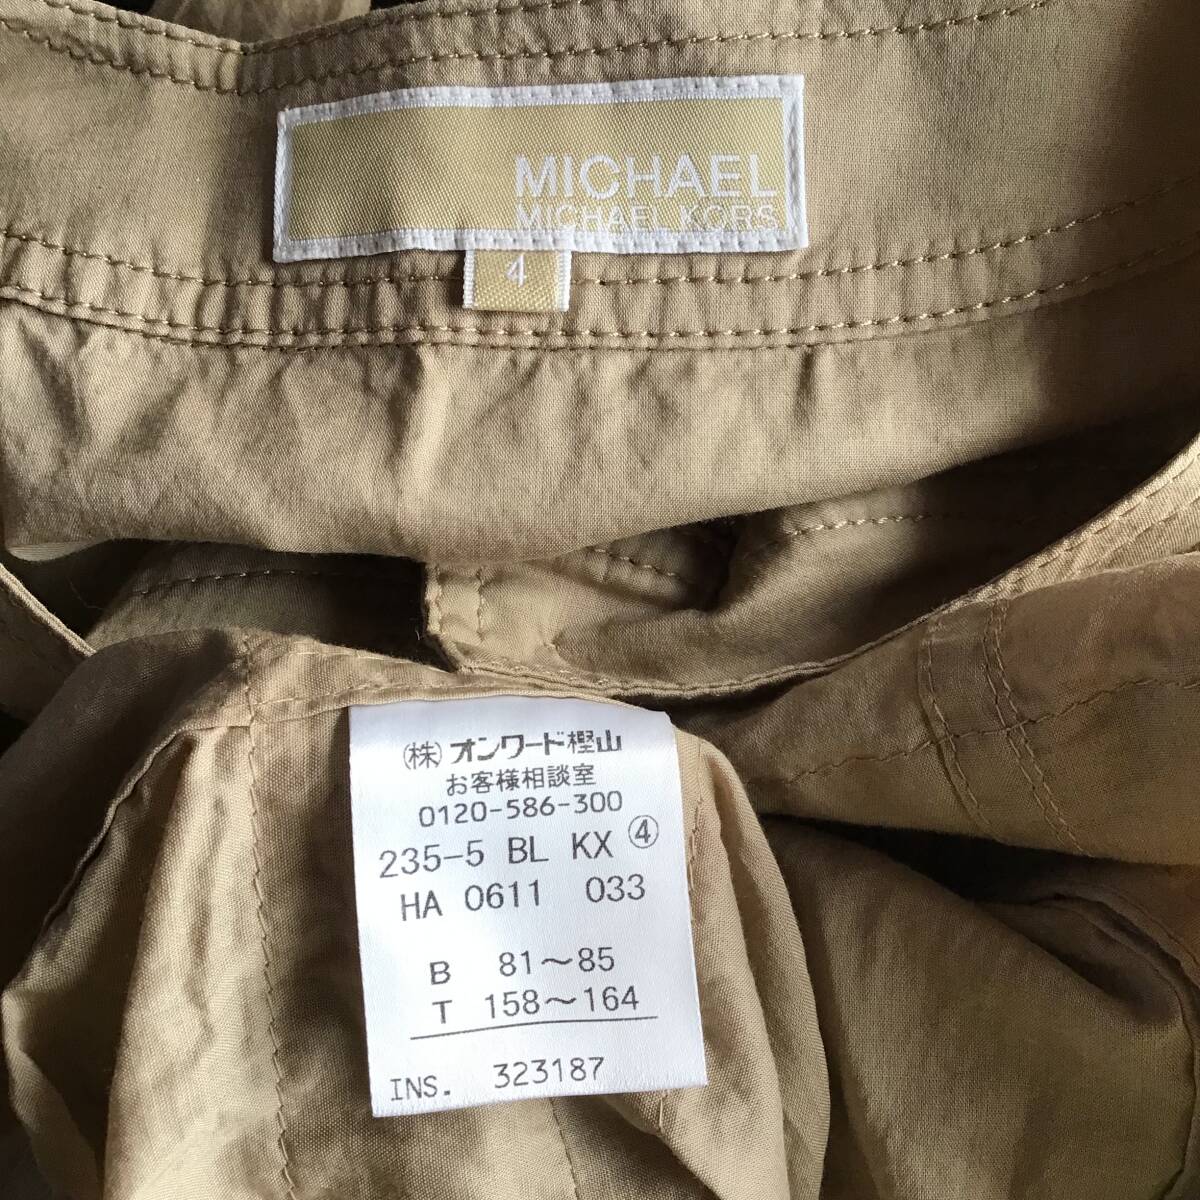 MICHAEL
MICHAEL KORS
4
(株) オンワード樫山
お客様相談室
0120-586-300
235-5 BL KX ④
HA 0611 033
B 81~85
T 158~164
INS. 323187